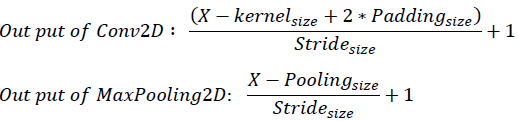 Out put of Conv2D : (X − kernel_size + 2 * Padding_size) / Stride_size + 1
Out put of MaxPooling2D: X − Pooling_size / Stride_size + 1